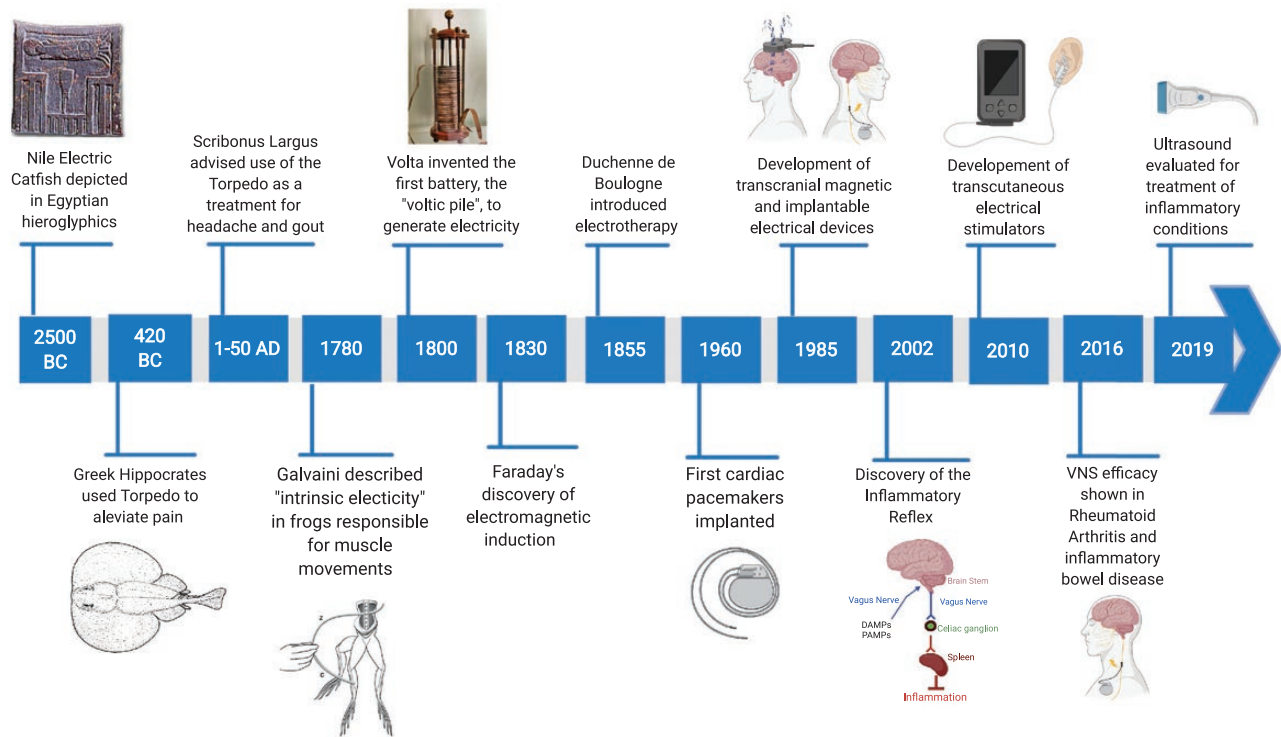 Nile Electric
Catfish depicted
in Egyptian
hieroglyphics
Scribonus Largus
advised use of the
Torpedo as a
treatment for
headache and gout
Volta invented the
first battery, the
"voltic pile", to
generate electricity
Duchenne de
Boulogne
introduced
electrotherapy
Development of
transcranial magnetic
and implantable
electrical devices
Developement of
transcutaneous
electrical
stimulators
Ultrasound
evaluated for
treatment of
inflammatory
conditions
2500
BC
420
BC
1-50 AD
1780
1800
1830
1855
1960
1985
2002
2010
2016
2019
Greek Hippocrates
used Torpedo to
aleviate pain
Galvaini described
"intrinsic electicity"
in frogs responsible
for muscle
movements
Z
C
Faraday's
discovery of
electromagnetic
induction
First cardiac
pacemakers
implanted
Discovery of the
Inflammatory
Reflex
Brain Stem
Vagus Nerve
Vagus Nerve
DAMPs
PAMPs
Celiac ganglion
Spleen
Inflammation
VNS efficacy
shown in
Rheumatoid
Arthritis and
inflammatory
bowel disease